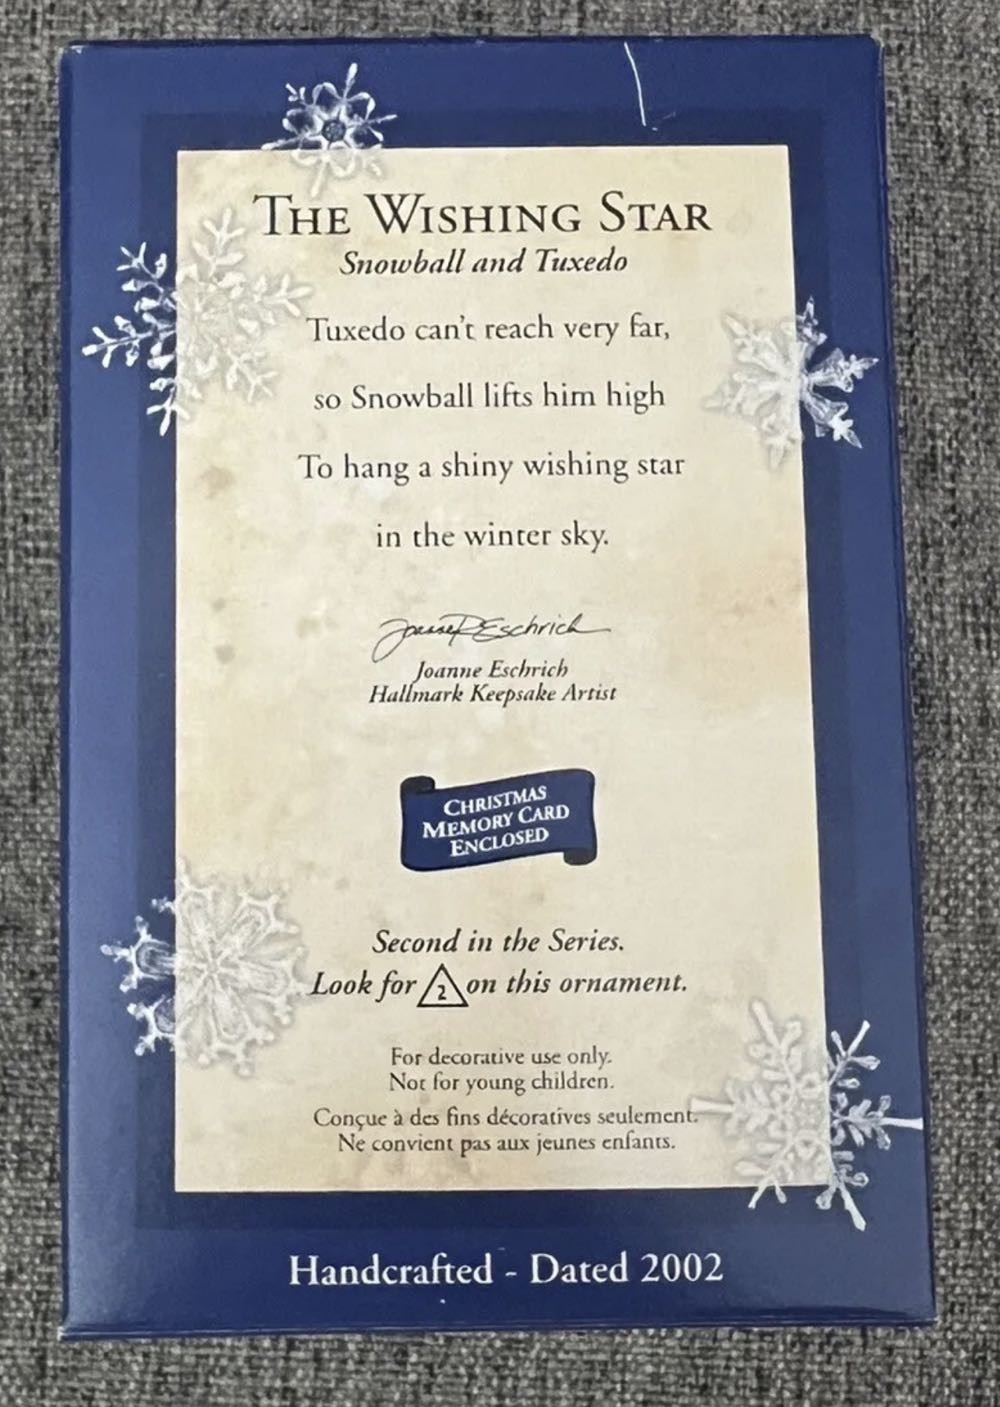 THE WISHING STAR
Snowball and Tuxedo
Tuxedo can't reach very far,
so Snowball lifts him high
To hang a shiny wishing star
in the winter sky.
Joanne Eschrich
Joanne Eschrich
Hallmark Keepsake Artist
CHRISTMAS
MEMORY CARD
ENCLOSED
Second in the Series.
Look for 2 on this ornament.
For decorative use only.
Not for young children.
Conçue à des fins décoratives seulement.
Ne convient pas aux jeunes enfants.
Handcrafted - Dated 2002